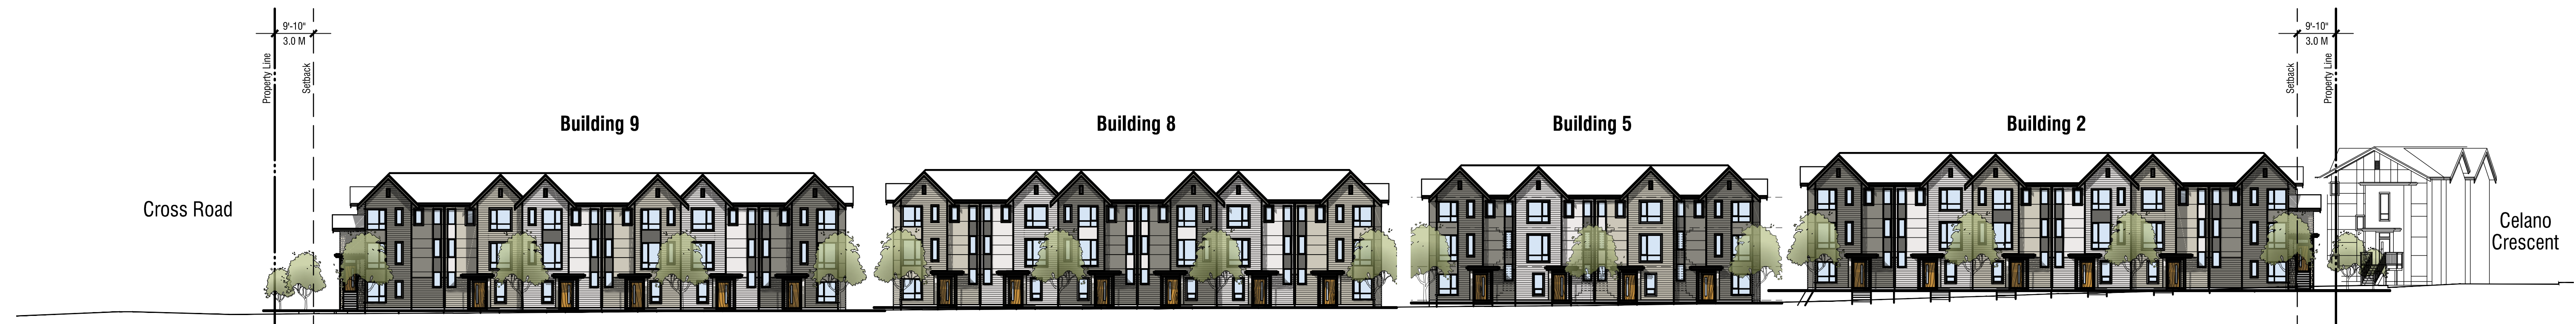 9'-10"
3.0 M
Property Line
Setback
Cross Road
Building 9
Building 8
Building 5
Building 2
9'-10"
3.0 M
Setback
Property Line
Celano
Crescent